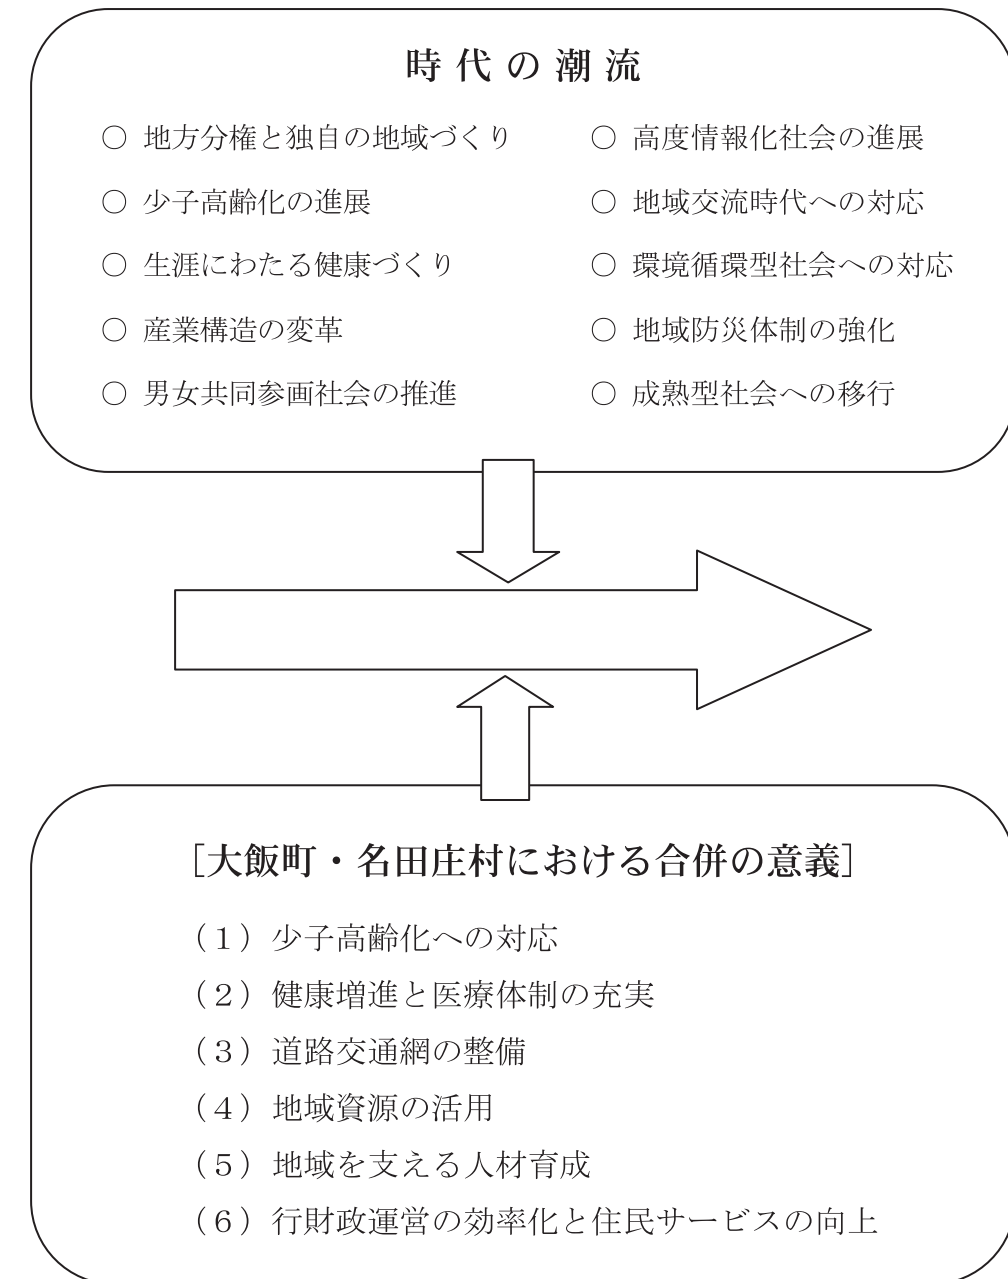 時代の潮流
○ 地方分権と独自の地域づくり
○ 少子高齢化の進展
○ 生涯にわたる健康づくり
○ 産業構造の変革
○ 男女共同参画社会の推進
○ 高度情報化社会の進展
○ 地域交流時代への対応
○ 環境循環型社会への対応
○ 地域防災体制の強化
○ 成熟型社会への移行
［大飯町・名田庄村における合併の意義］
（１）少子高齢化への対応
（２）健康増進と医療体制の充実
（３）道路交通網の整備
（４）地域資源の活用
（５）地域を支える人材育成
（６）行財政運営の効率化と住民サービスの向上